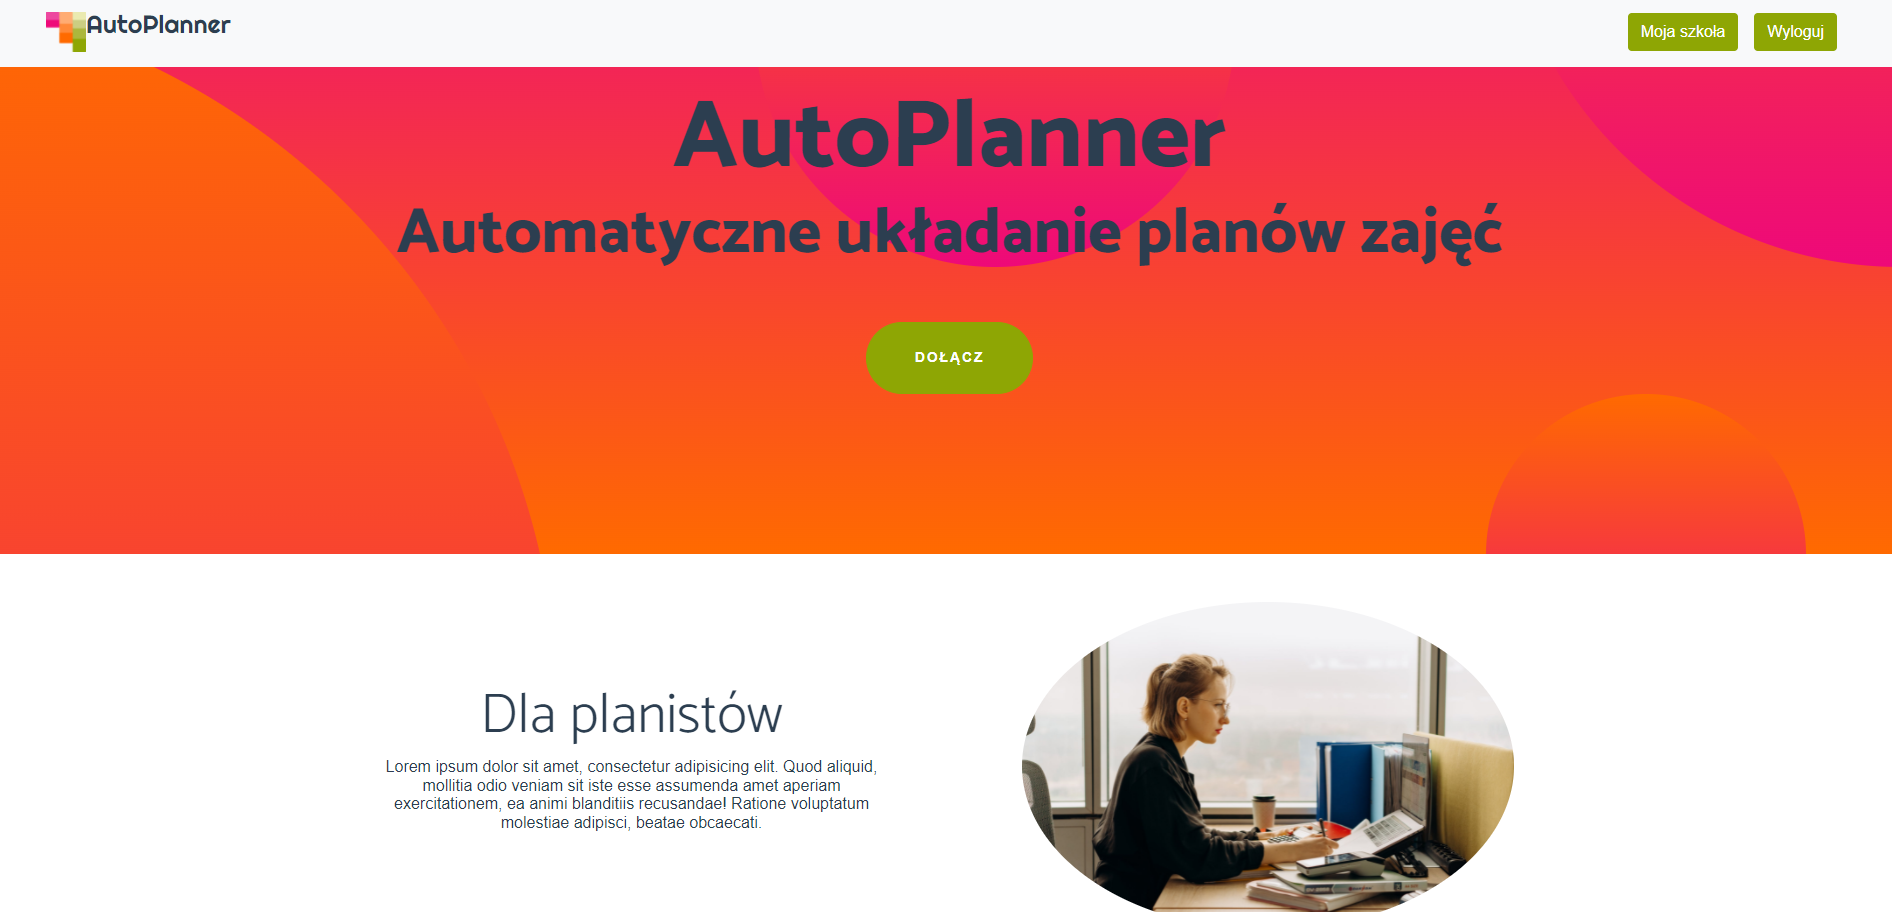 AutoPlanner
Moja szkoła
Wyloguj
AutoPlanner
Automatyczne układanie planów zajęć
DOŁĄCZ
Dla planistów
Lorem ipsum dolor sit amet, consectetur adipisicing elit. Quod aliquid,
mollitia odio veniam sit iste esse assumenda amet aperiam
exercitationem, ea animi blanditiis recusandae! Ratione voluptatum
molestiae adipisci, beatae obcaecati.